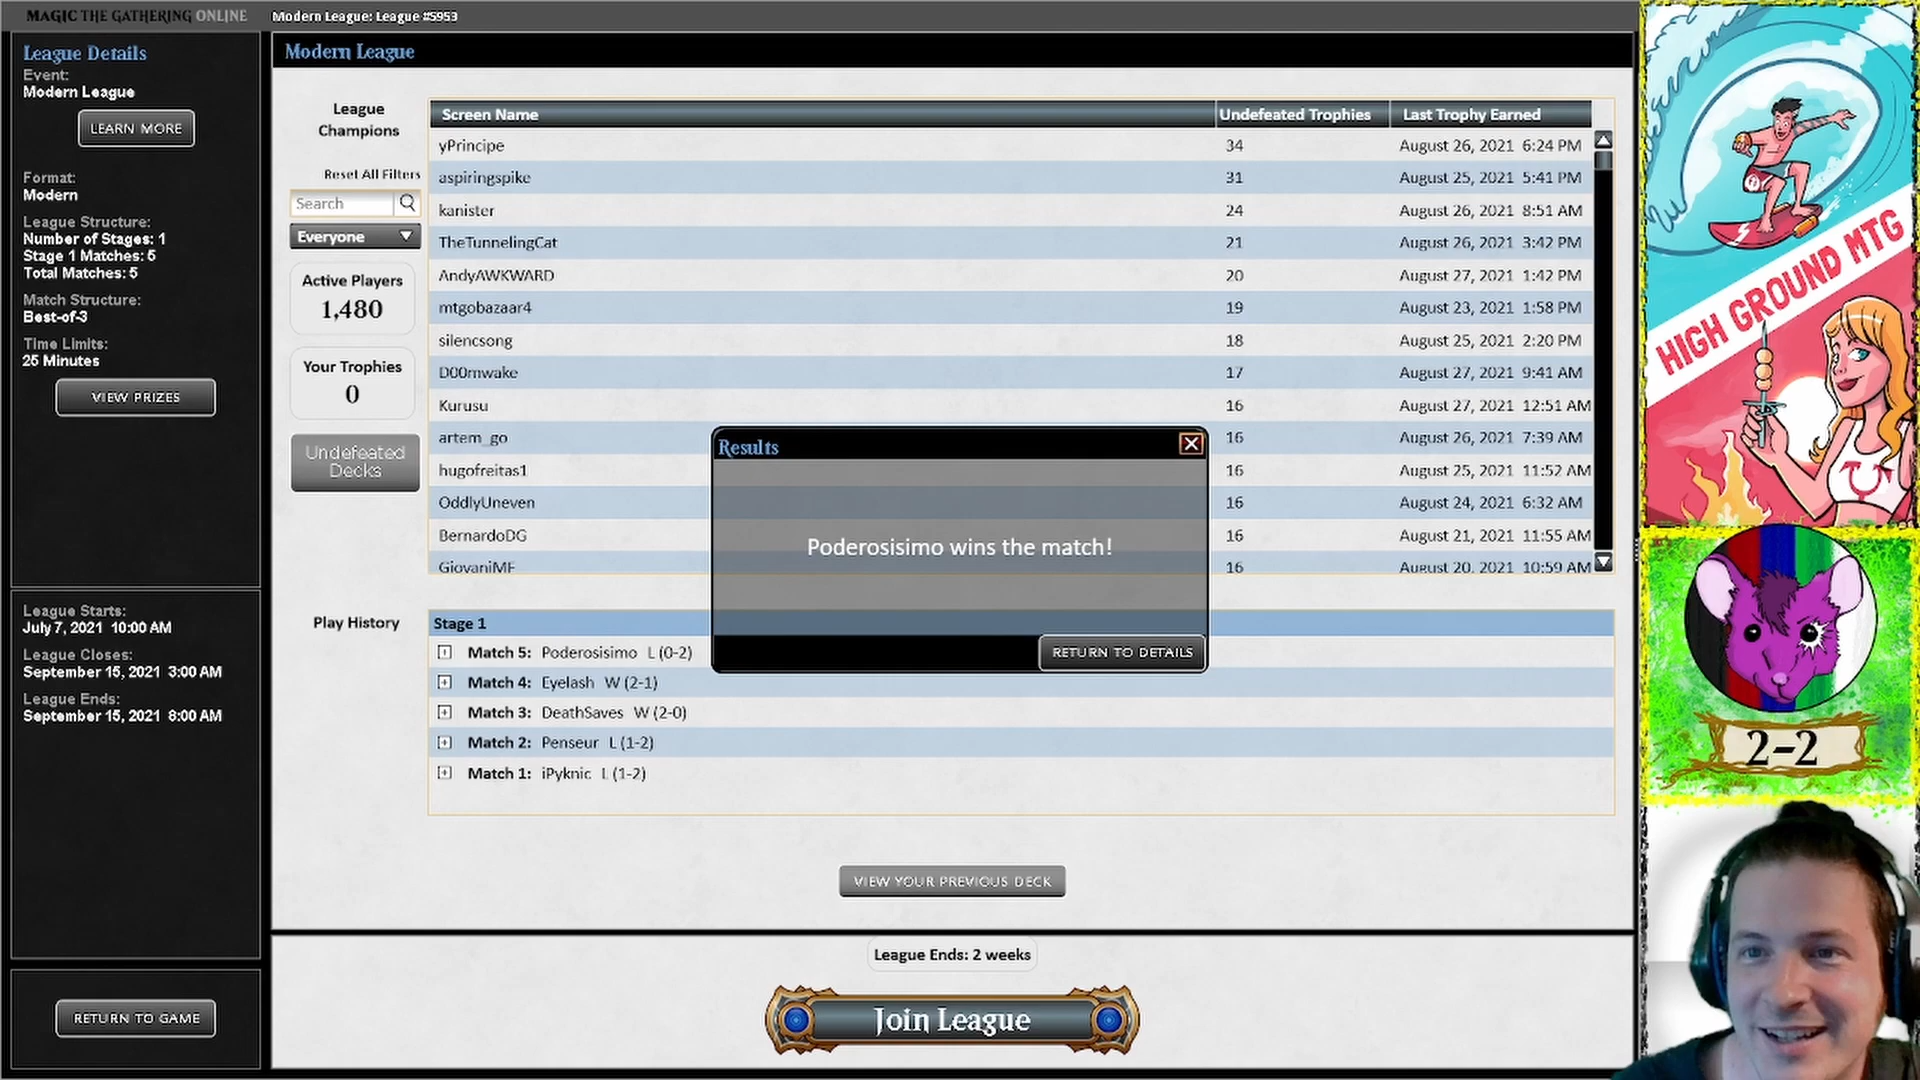 MAGIC THE GATHERING ONLINE
Modern League: League #5953
League Details
Event:
Modern League
LEARN MORE
Format:
Modern
League Structure:
Number of Stages: 1
Stage 1 Matches: 5
Total Matches: 5
Match Structure:
Best-of-3
Time Limits:
25 Minutes
VIEW PRIZES
League Starts:
July 7, 2021 10:00 AM
League Closes:
September 15, 2021 3:00 AM
League Ends:
September 15, 2021 8:00 AM
RETURN TO GAME
Modern League
League
Champions
Reset All Filters
Search
Everyone
Active Players
1,480
Your Trophies
0
Undefeated
Decks
Screen Name Undefeated Trophies Last Trophy Earned
yPrincipe 34 August 26, 2021 6:24 PM
aspiringspike 31 August 25, 2021 5:41 PM
kanister 24 August 26, 2021 8:51 AM
TheTunnelingCat 21 August 26, 2021 3:42 PM
AndyAWKWARD 20 August 27, 2021 1:42 PM
mtgobazaar4 19 August 23, 2021 1:58 PM
silencsong 18 August 25, 2021 2:20 PM
D00mwake 17 August 27, 2021 9:41 AM
Kurusu 16 August 27, 2021 12:51 AM
artem_go 16 August 26, 2021 7:39 AM
hugofreitas1 16 August 25, 2021 11:52 AM
OddlyUneven 16 August 24, 2021 6:32 AM
BernardoDG 16 August 21, 2021 11:55 AM
GiovaniMF 16 August 20, 2021 10:59 AM
Results
Poderosisimo wins the match!
RETURN TO DETAILS
Play History
Stage 1
Match 5: Poderosisimo L (0-2)
Match 4: Eyelash W (2-1)
Match 3: DeathSaves W (2-0)
Match 2: Penseur L (1-2)
Match 1: iPyknic L (1-2)
VIEW YOUR PREVIOUS DECK
League Ends: 2 weeks
Join League
HIGH GROUND MTG
2-2